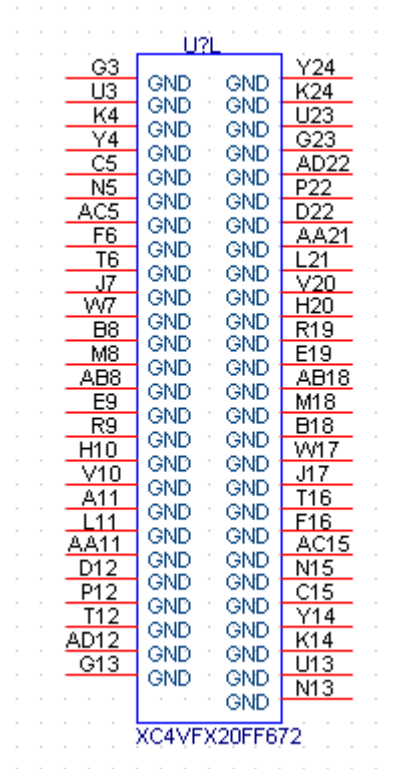 U?L
G3 GND GND Y24
U3 GND GND K24
K4 GND GND U23
Y4 GND GND G23
C5 GND GND AD22
N5 GND GND P22
AC5 GND GND D22
F6 GND GND AA21
T6 GND GND L21
J7 GND GND V20
W7 GND GND H20
B8 GND GND R19
M8 GND GND E19
AB8 GND GND AB18
E9 GND GND M18
R9 GND GND B18
H10 GND GND W17
V10 GND GND J17
A11 GND GND T16
L11 GND GND F16
AA11 GND GND AC15
D12 GND GND N15
P12 GND GND C15
T12 GND GND Y14
AD12 GND GND K14
G13 GND GND U13
GND N13
XC4VFX20FF672